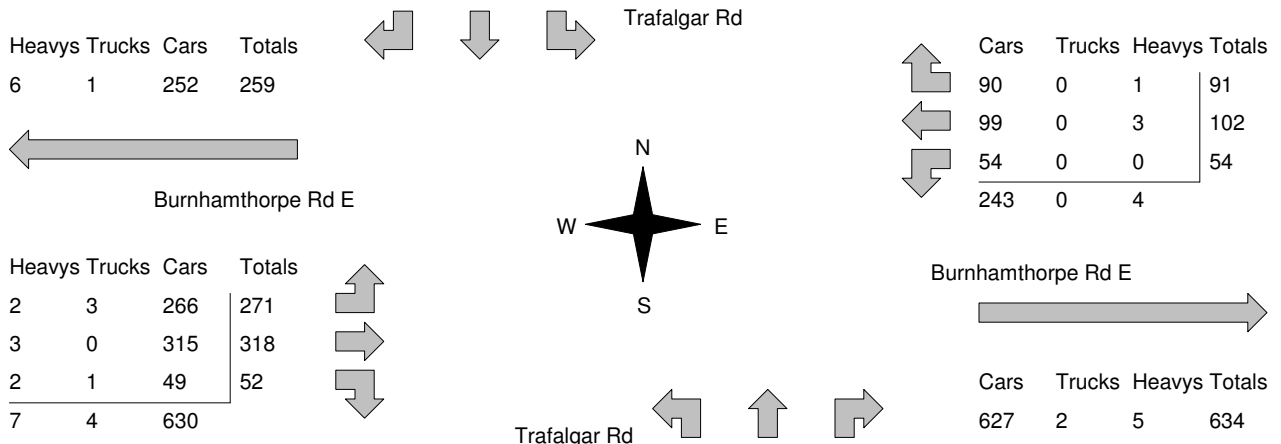 Trafalgar Rd
Heavys Trucks Cars Totals
6 1 252 259
Cars Trucks Heavys Totals
90 0 1 91
99 0 3 102
54 0 0 54
243 0 4
Burnhamthorpe Rd E
N
W E
S
Heavys Trucks Cars Totals
2 3 266 271
3 0 315 318
2 1 49 52
7 4 630
Burnhamthorpe Rd E
Cars Trucks Heavys Totals
627 2 5 634
Trafalgar Rd